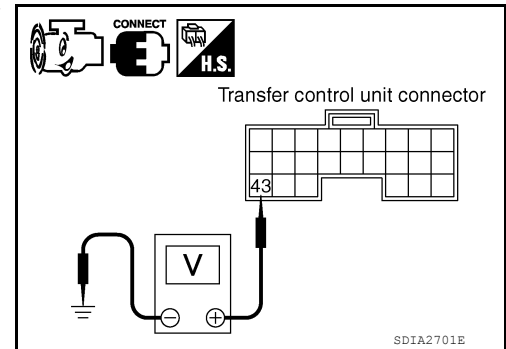 CONNECT
H.S.
Transfer control unit connector
43
V
− +
SDIA2701E